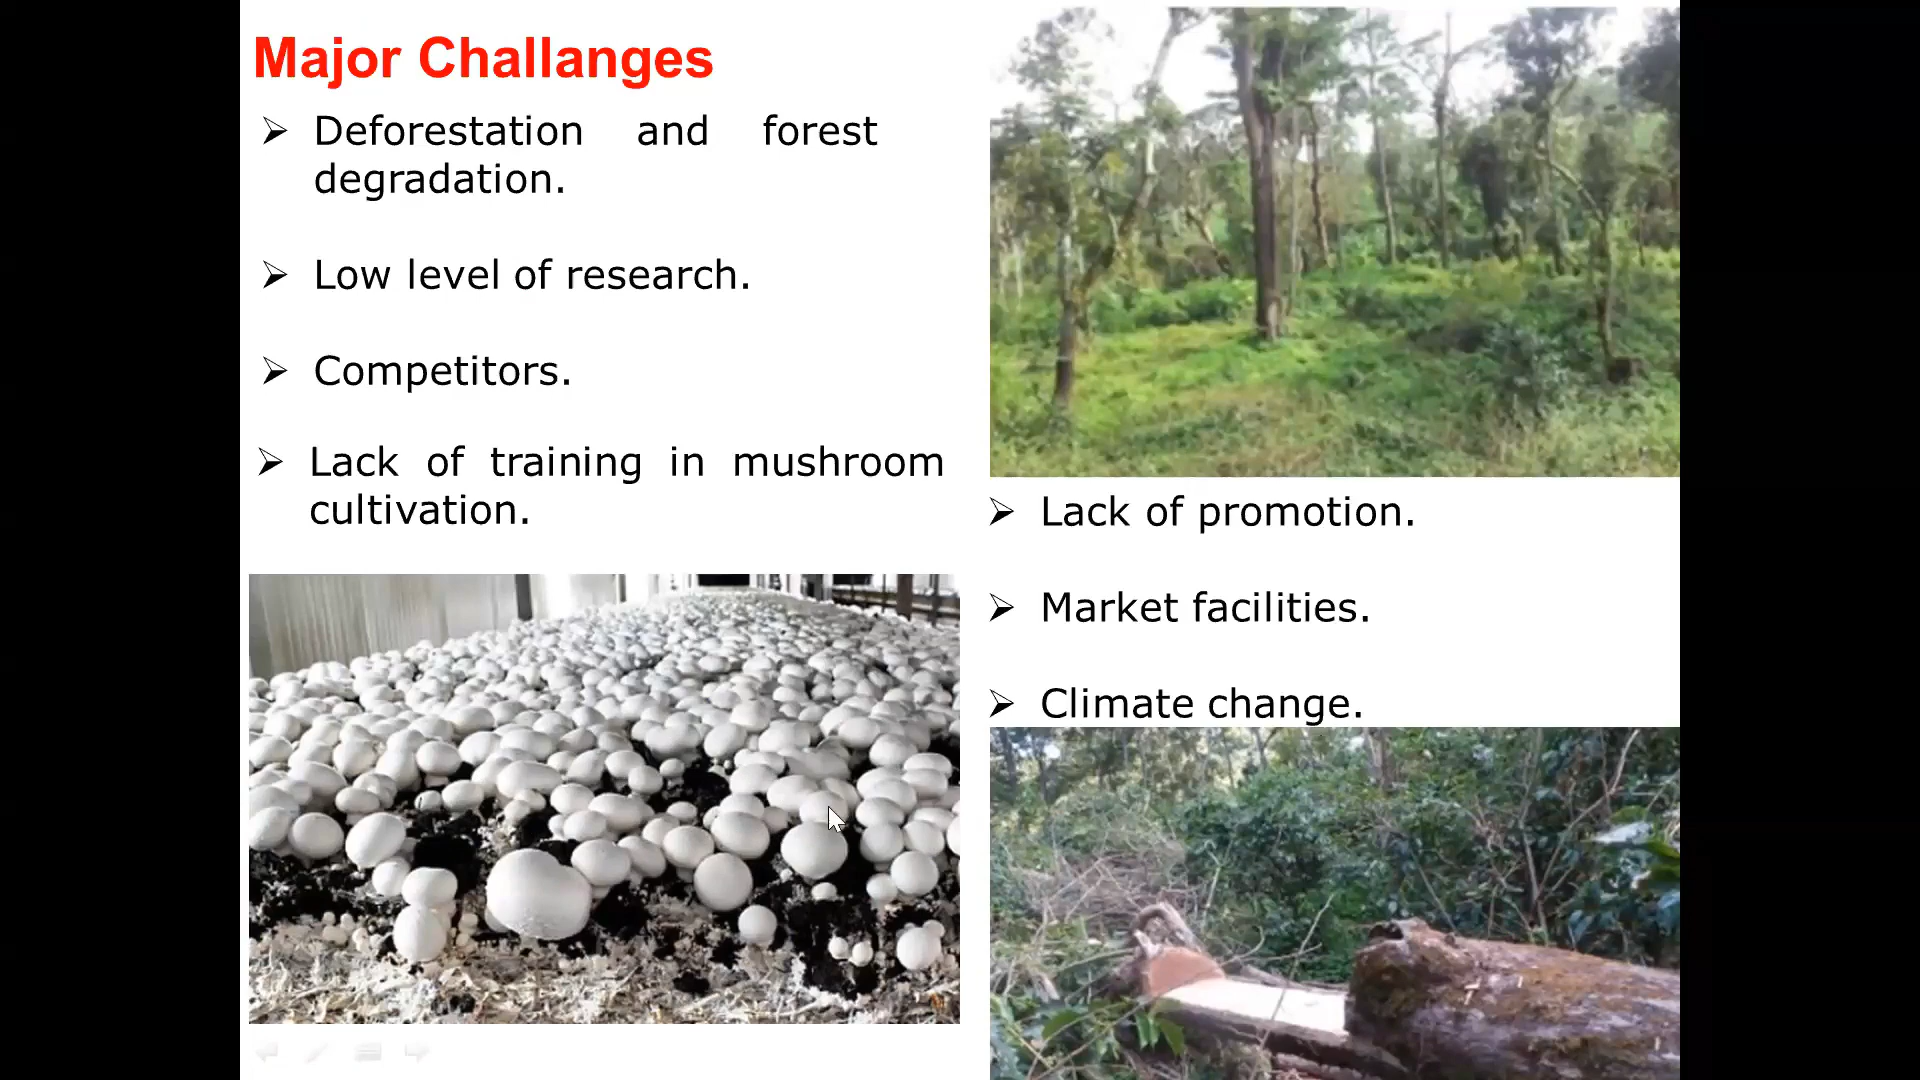 Major Challanges
➢ Deforestation and forest
degradation.
➢ Low level of research.
➢ Competitors.
➢ Lack of training in mushroom
cultivation.
➢ Lack of promotion.
➢ Market facilities.
➢ Climate change.